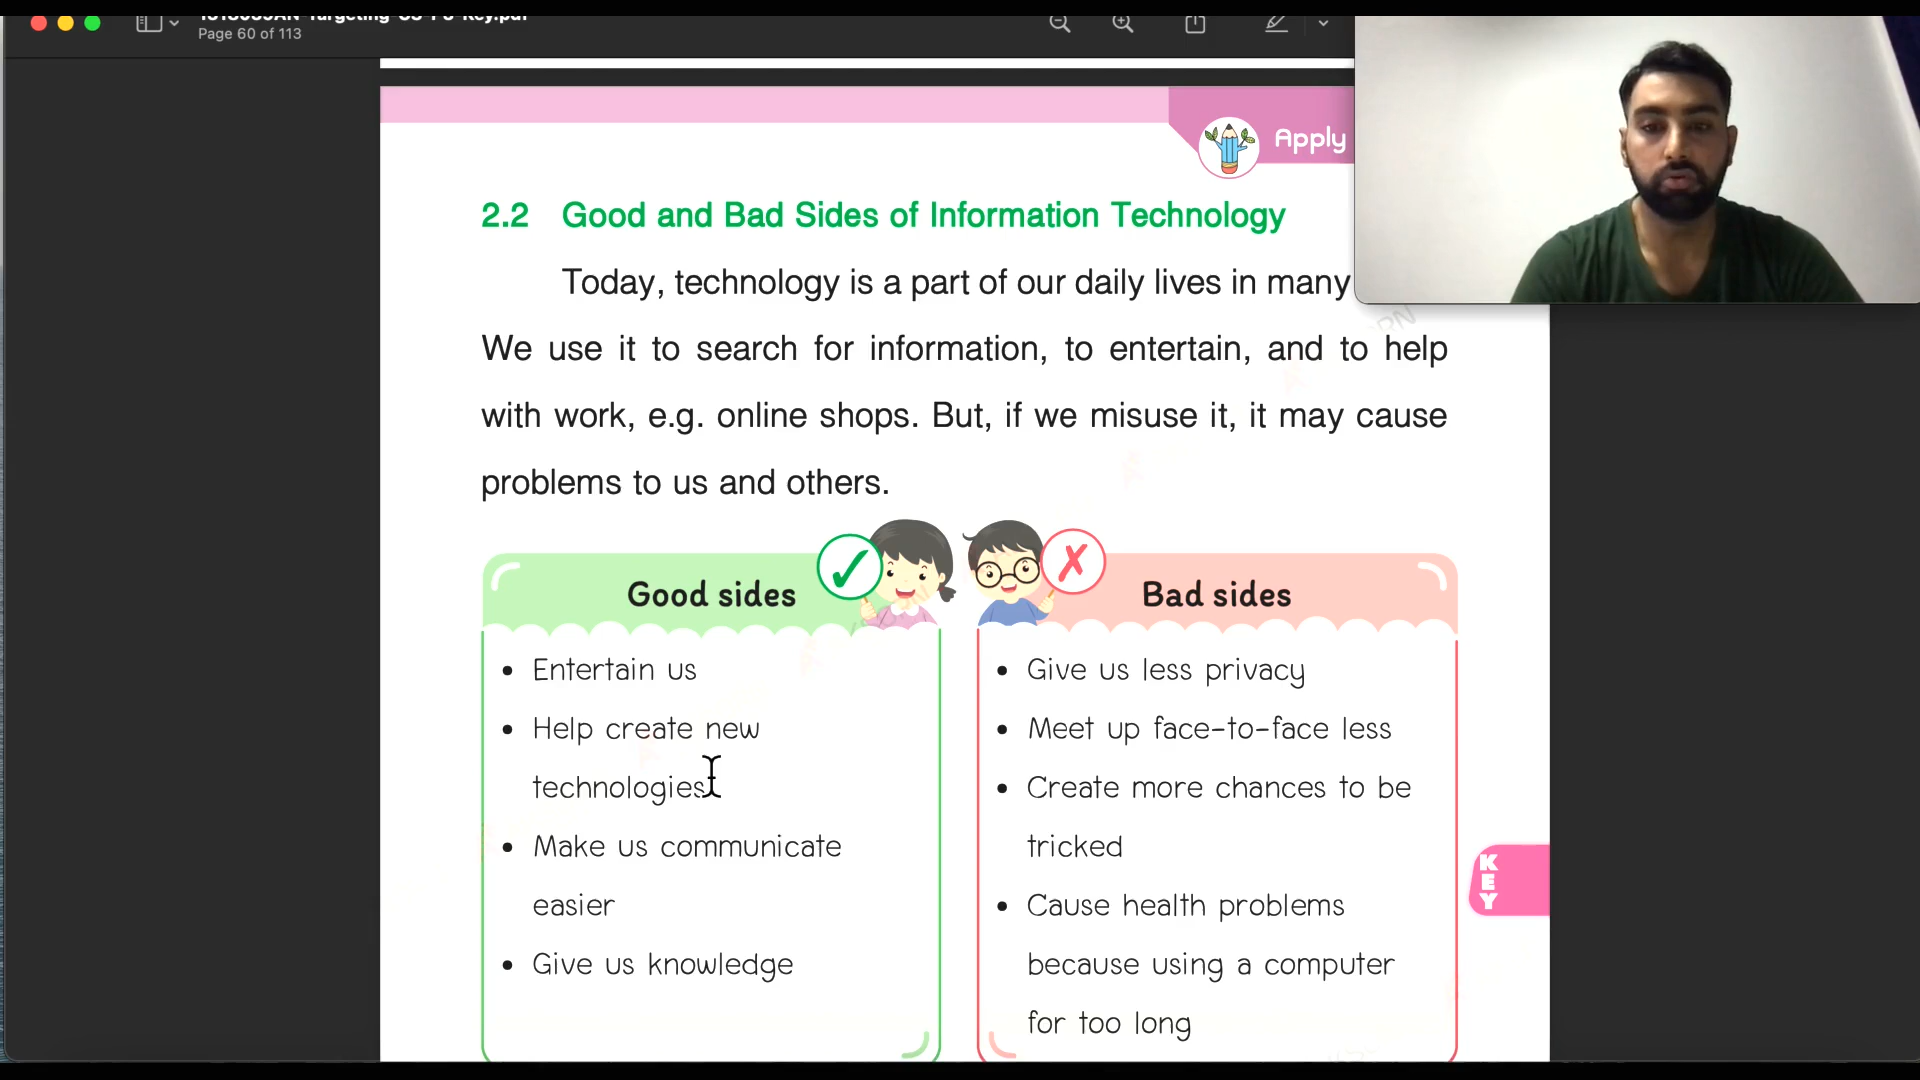 Page 60 of 113
Apply
2.2 Good and Bad Sides of Information Technology
Today, technology is a part of our daily lives in many
We use it to search for information, to entertain, and to help
with work, e.g. online shops. But, if we misuse it, it may cause
problems to us and others.
Good sides
• Entertain us
• Help create new
technologies
• Make us communicate
easier
• Give us knowledge
Bad sides
• Give us less privacy
• Meet up face-to-face less
• Create more chances to be
tricked
• Cause health problems
because using a computer
for too long
KEY